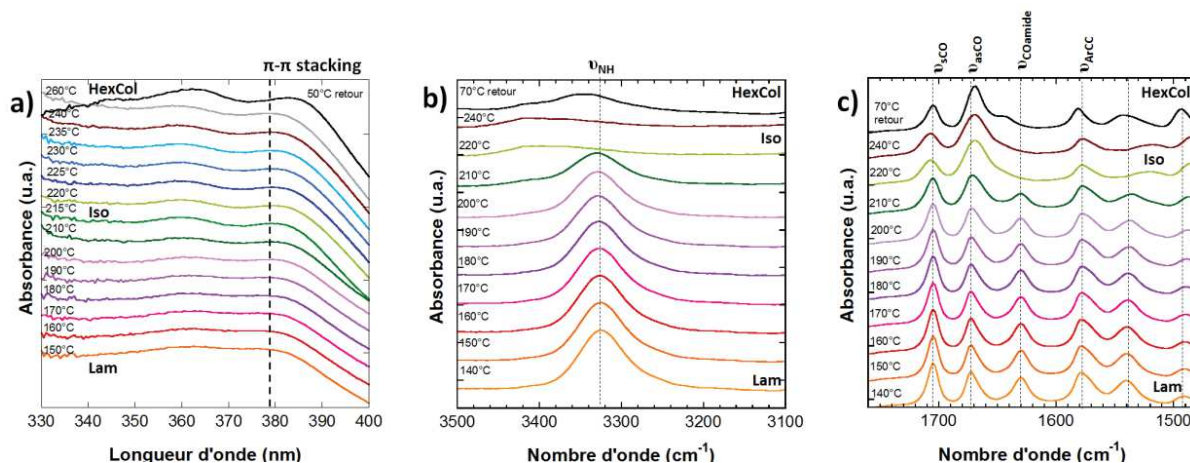 a)
π-π stacking
HexCol
50°C retour
260°C
240°C
235°C
230°C
225°C
220°C
215°C
Iso
210°C
200°C
190°C
180°C
170°C
160°C
150°C
Lam
Absorbance (u.a.)
330 340 350 360 370 380 390 400
Longueur d'onde (nm)
b)
υNH
70°C retour
HexCol
240°C
Iso
220°C
210°C
200°C
190°C
180°C
170°C
160°C
150°C
140°C
Lam
Absorbance (u.a.)
3500 3400 3300 3200 3100
Nombre d'onde (cm-1)
c)
υsCO
υasCO
υCOamide
υArCC
HexCol
70°C
retour
240°C
Iso
220°C
210°C
200°C
190°C
180°C
170°C
160°C
150°C
140°C
Lam
Absorbance (u.a.)
1700 1600 1500
Nombre d'onde (cm-1)